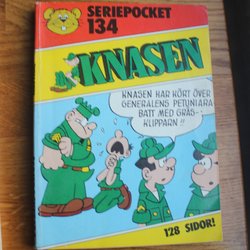 SERIEPOCKET
134
KNASEN
KNASEN HAR KÖRT ÖVER
GENERALENS PETUNIARA-
BATT MED GRÄS-
KLIPPARN!!
128 SIDOR!